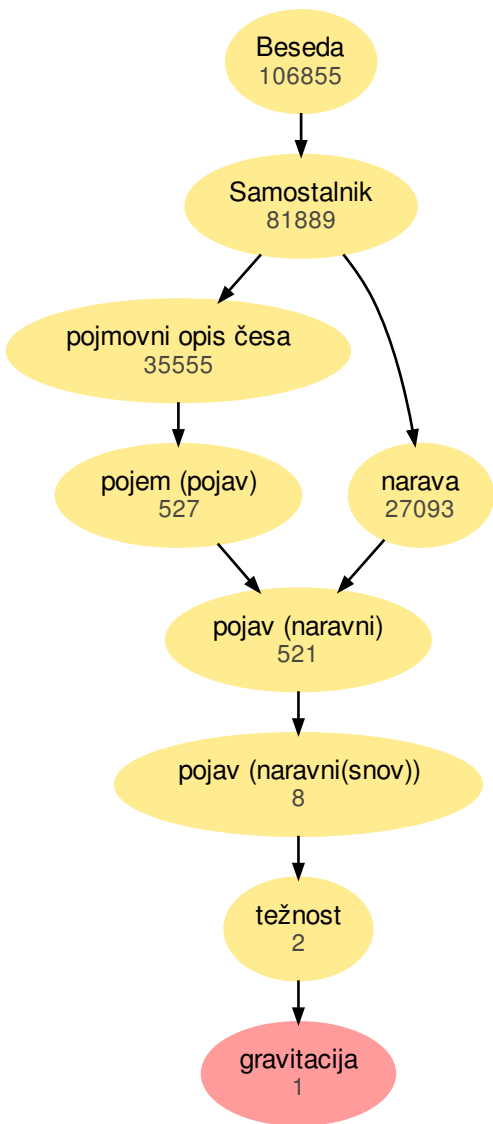 Beseda
106855
Samostalnik
81889
pojmovni opis česa
35555
pojem (pojav)
527
narava
27093
pojav (naravni)
521
pojav (naravni(snov))
8
težnost
2
gravitacija
1